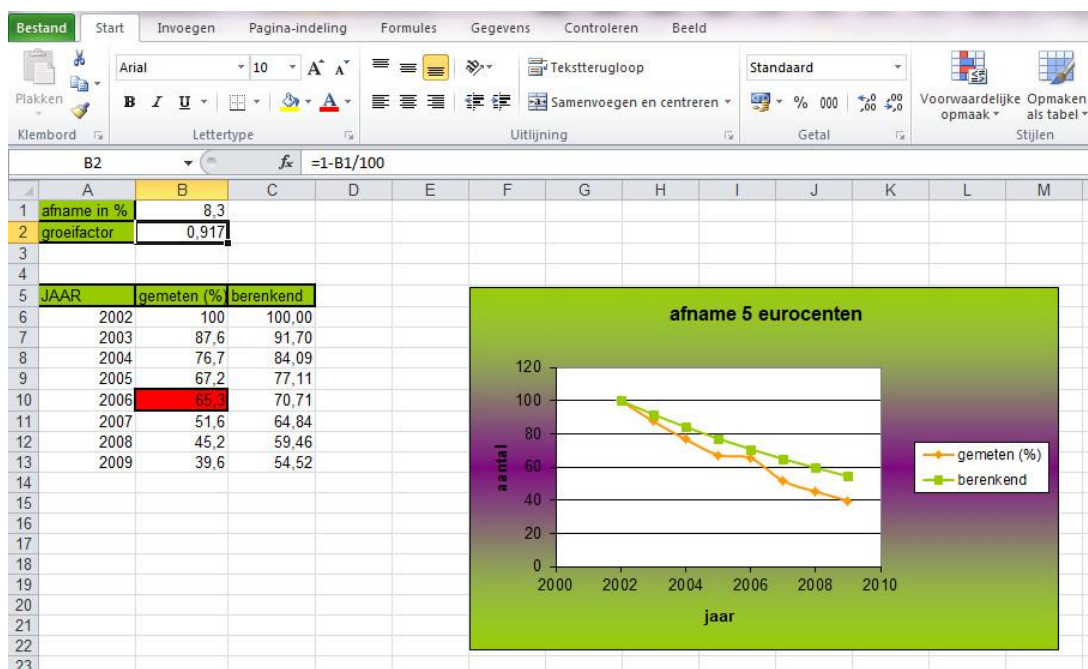 Bestand Start Invoegen Pagina-indeling Formules Gegevens Controleren Beeld
Plakken
Arial 10 A A
B I U A
Tekstterugloop
Samenvoegen en centreren
Standaard
% 000 ,0 ,00 ,00 ,0
Voorwaardelijke opmaak
Opmaken als tabel
Klembord Lettertype Uitlijning Getal Stijlen
B2 fx =1-B1/100
A B C D E F G H I J K L M
1 afname in % 8,3
2 groeifactor 0,917
3
4
5 JAAR gemeten (%) berenkend
6 2002 100 100,00
7 2003 87,6 91,70
8 2004 76,7 84,09
9 2005 67,2 77,11
10 2006 65,3 70,71
11 2007 51,6 64,84
12 2008 45,2 59,46
13 2009 39,6 54,52
14
15
16
17
18
19
20
21
22
23
afname 5 eurocenten
120
100
80
60
40
20
0
aantal
2000 2002 2004 2006 2008 2010
jaar
gemeten (%)
berenkend